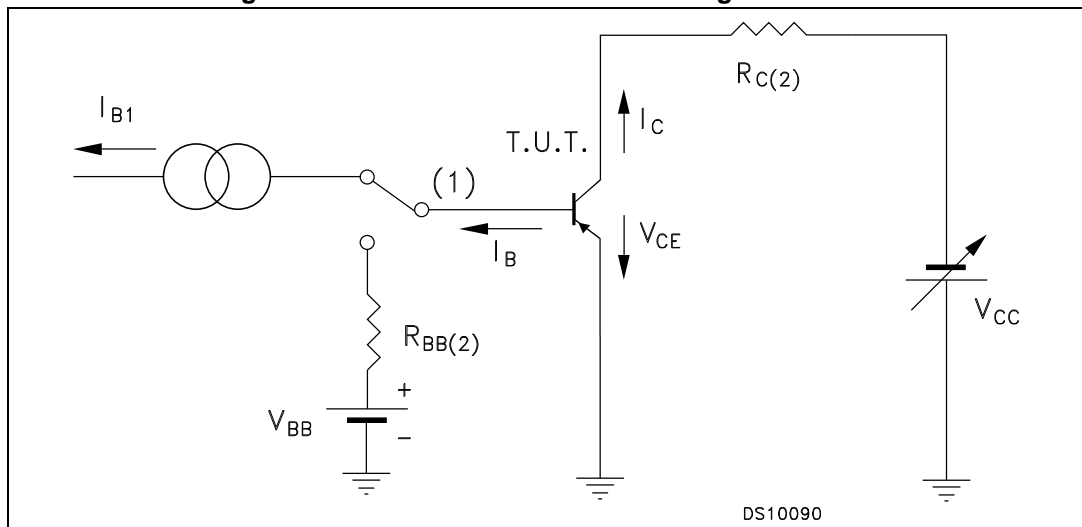 R_C(2)
I_B1
I_C
T.U.T.
(1)
V_CE
I_B
V_CC
R_BB(2)
+
V_BB
-
DS10090